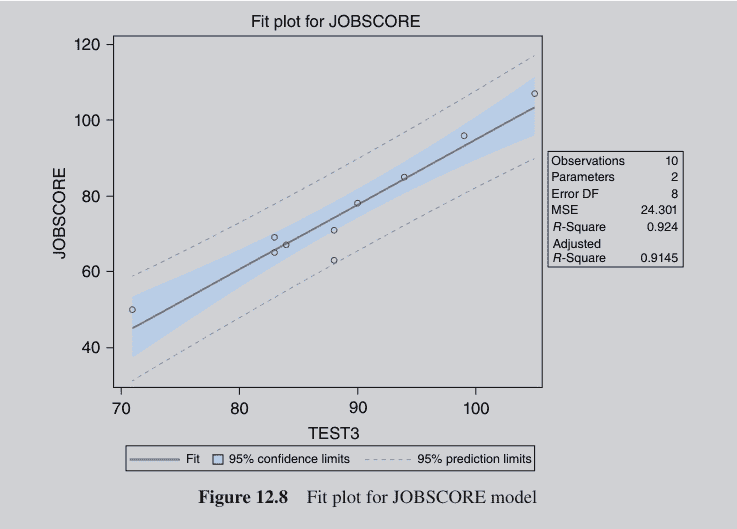 Fit plot for JOBSCORE
120
100
80
60
40
JOBSCORE
70 80 90 100
TEST3
Observations 10
Parameters 2
Error DF 8
MSE 24.301
R-Square 0.924
Adjusted
R-Square 0.9145
Fit 95% confidence limits 95% prediction limits
Figure 12.8 Fit plot for JOBSCORE model